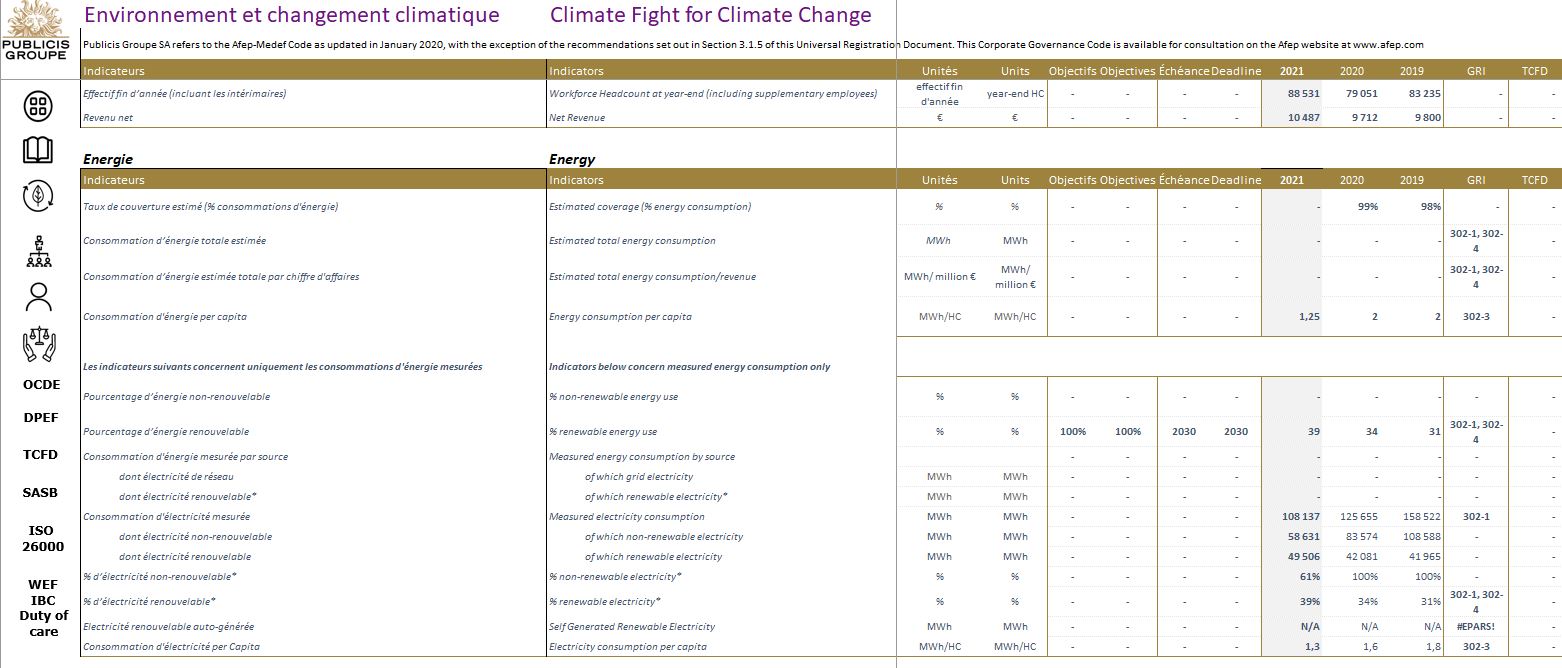 Environnement et changement climatique Climate Fight for Climate Change
PUBLICIS
GROUPE
Publicis Groupe SA refers to the Afep-Medef Code as updated in January 2020, with the exception of the recommendations set out in Section 3.1.5 of this Universal Registration Document. This Corporate Governance Code is available for consultation on the Afep website at www.afep.com
Indicateurs Indicators Unités Units Objectifs Objectives Échéance Deadline 2021 2020 2019 GRI TCFD
Effectif fin d'année (incluant les intérimaires) Workforce Headcount at year-end (including supplementary employees) effectif fin d'année year-end HC - - - - 88 531 79 051 83 235 - -
Revenu net Net Revenue € € - - - - 10 487 9 712 9 800 - -
Energie Energy
Indicateurs Indicators Unités Units Objectifs Objectives Échéance Deadline 2021 2020 2019 GRI TCFD
Taux de couverture estimé (% consommations d'énergie) Estimated coverage (% energy consumption) % % - - - - - 99% 98% - -
Consommation d'énergie totale estimée Estimated total energy consumption MWh MWh - - - - - - - 302-1, 302-4 -
Consommation d'énergie estimée totale par chiffre d'affaires Estimated total energy consumption/revenue MWh/ million € MWh/ million € - - - - - - - 302-1, 302-4 -
Consommation d'énergie per capita Energy consumption per capita MWh/HC MWh/HC - - - - 1,25 2 2 302-3 -
Les indicateurs suivants concernent uniquement les consommations d'énergie mesurées Indicators below concern measured energy consumption only
Pourcentage d'énergie non-renouvelable % non-renewable energy use % % - - - - - - - - -
Pourcentage d'énergie renouvelable % renewable energy use % % 100% 100% 2030 2030 39 34 31 302-1, 302-4 -
Consommation d'énergie mesurée par source Measured energy consumption by source - - - - - - - - -
dont électricité de réseau of which grid electricity MWh MWh - - - - - - - - -
dont électricité renouvelable* of which renewable electricity* MWh MWh - - - - - - - - -
Consommation d'électricité mesurée Measured electricity consumption MWh MWh - - - - 108 137 125 655 158 522 302-1 -
dont électricité non-renouvelable of which non-renewable electricity MWh MWh - - - - 58 631 83 574 108 588 - -
dont électricité renouvelable of which renewable electricity MWh MWh - - - - 49 506 42 081 41 965 - -
% d'électricité non-renouvelable* % non-renewable electricity* % % - - - - 61% 100% 100% - -
% d'électricité renouvelable* % renewable electricity* % % - - - - 39% 34% 31% 302-1, 302-4 -
Electricité renouvelable auto-générée Self Generated Renewable Electricity MWh MWh - - - - N/A N/A N/A #EPARS! -
Consommation d'électricité per Capita Electricity consumption per capita MWh/HC MWh/HC - - - - 1,3 1,6 1,8 302-3 -
OCDE
DPEF
TCFD
SASB
ISO
26000
WEF
IBC
Duty of
care